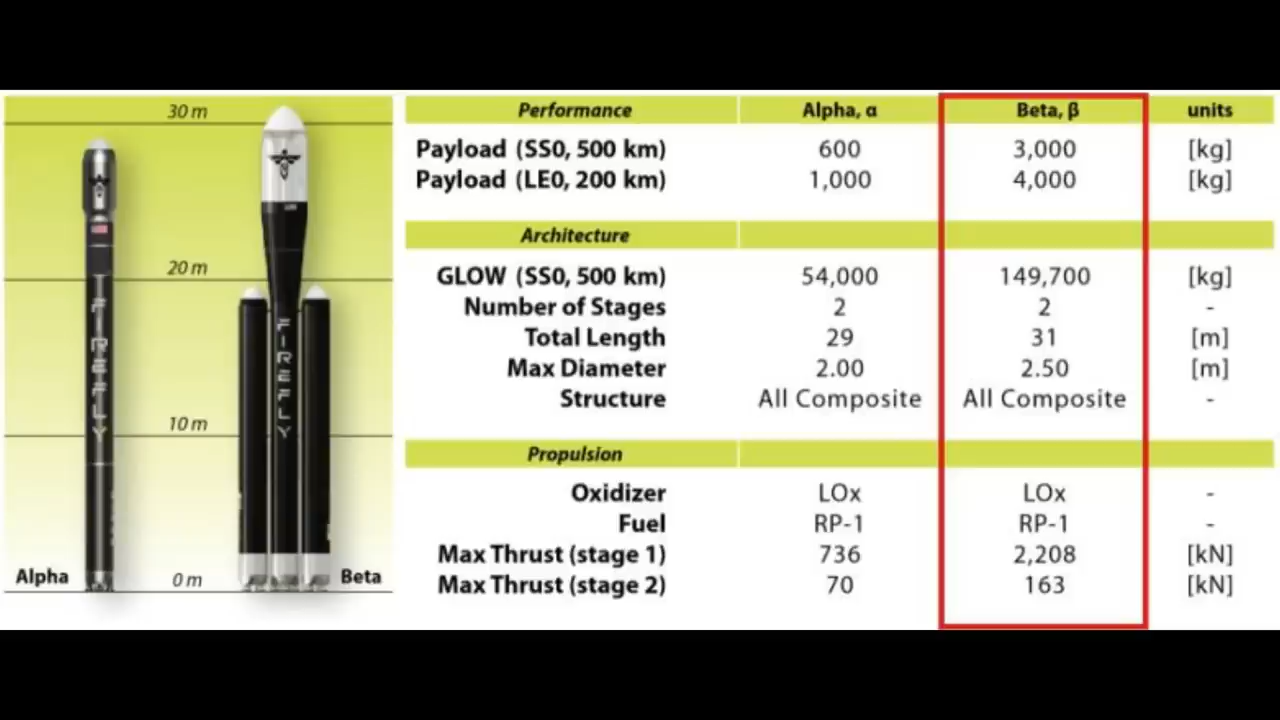 30 m
20 m
10 m
0 m
Alpha
Beta
FIREFLY
FIREFLY
Performance Alpha, α Beta, β units
Payload (SS0, 500 km) 600 3,000 [kg]
Payload (LE0, 200 km) 1,000 4,000 [kg]
Architecture
GLOW (SS0, 500 km) 54,000 149,700 [kg]
Number of Stages 2 2 -
Total Length 29 31 [m]
Max Diameter 2.00 2.50 [m]
Structure All Composite All Composite -
Propulsion
Oxidizer LOx LOx -
Fuel RP-1 RP-1 -
Max Thrust (stage 1) 736 2,208 [kN]
Max Thrust (stage 2) 70 163 [kN]